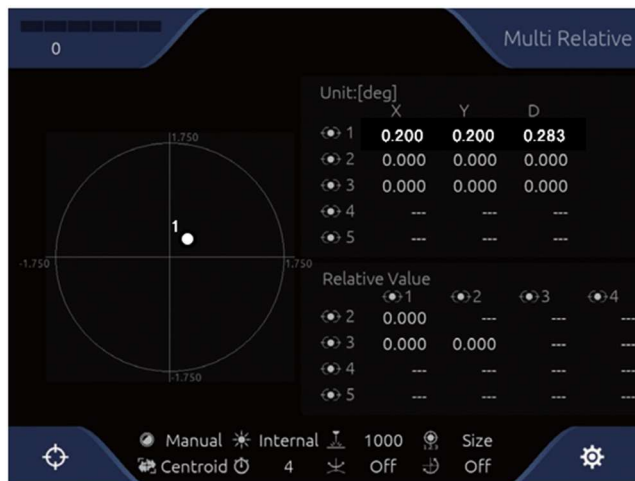 0
Multi Relative
Unit:[deg]
X Y D
1 0.200 0.200 0.283
2 0.000 0.000 0.000
3 0.000 0.000 0.000
4 --- --- ---
5 --- --- ---
1.750
1
-1.750 1.750
-1.750
Relative Value
1 2 3 4
2 0.000 --- --- ---
3 0.000 0.000 --- ---
4 --- --- --- ---
5 --- --- --- ---
Manual Internal 1000 Size
Centroid 4 Off Off